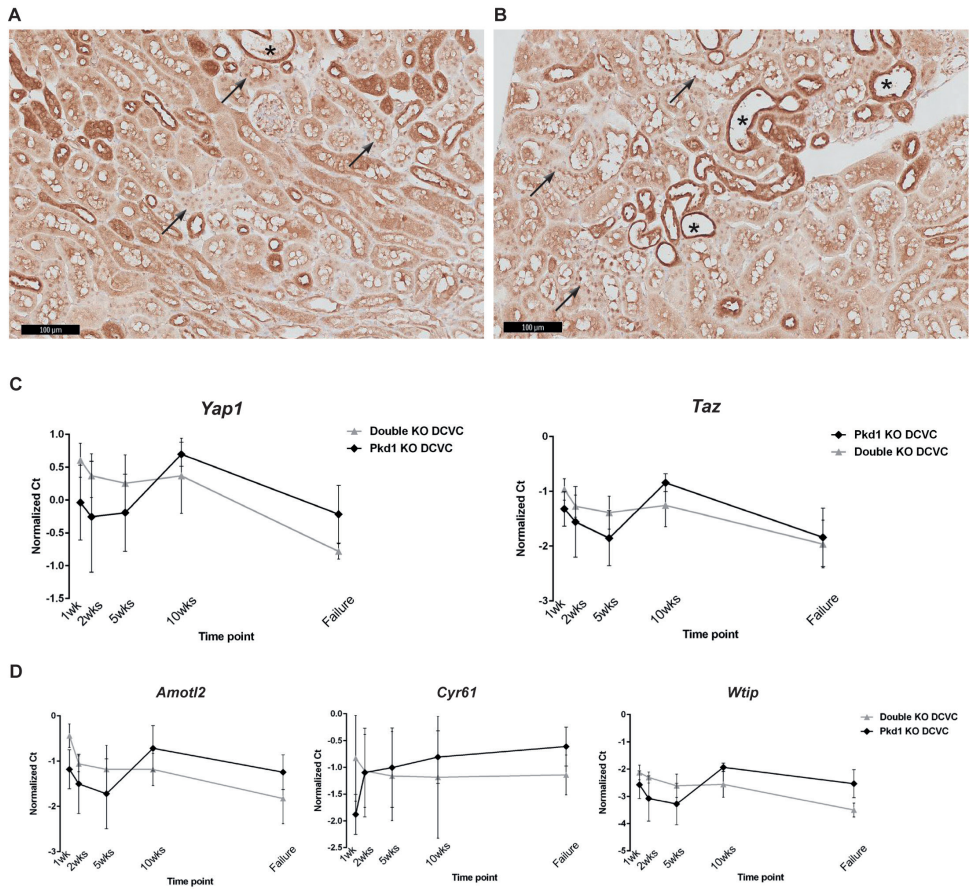 A
B
*
*
*
*
100 µm
100 µm
C
Yap1
Double KO DCVC
Pkd1 KO DCVC
Normalized Ct
1.0
0.5
0.0
-0.5
-1.0
-1.5
1wk
2wks
5wks
10wks
Failure
Time point
Taz
Pkd1 KO DCVC
Double KO DCVC
Normalized Ct
0
-1
-2
-3
1wk
2wks
5wks
10wks
Failure
Time point
D
Amotl2
Normalized Ct
0
-1
-2
-3
1wk
2wks
5wks
10wks
Failure
Time point
Cyr61
Normalized Ct
0.0
-0.5
-1.0
-1.5
-2.0
-2.5
1wk
2wks
5wks
10wks
Failure
Time point
Wtip
Double KO DCVC
Pkd1 KO DCVC
Normalized Ct
0
-1
-2
-3
-4
-5
1wk
2wks
5wks
10wks
Failure
Time point